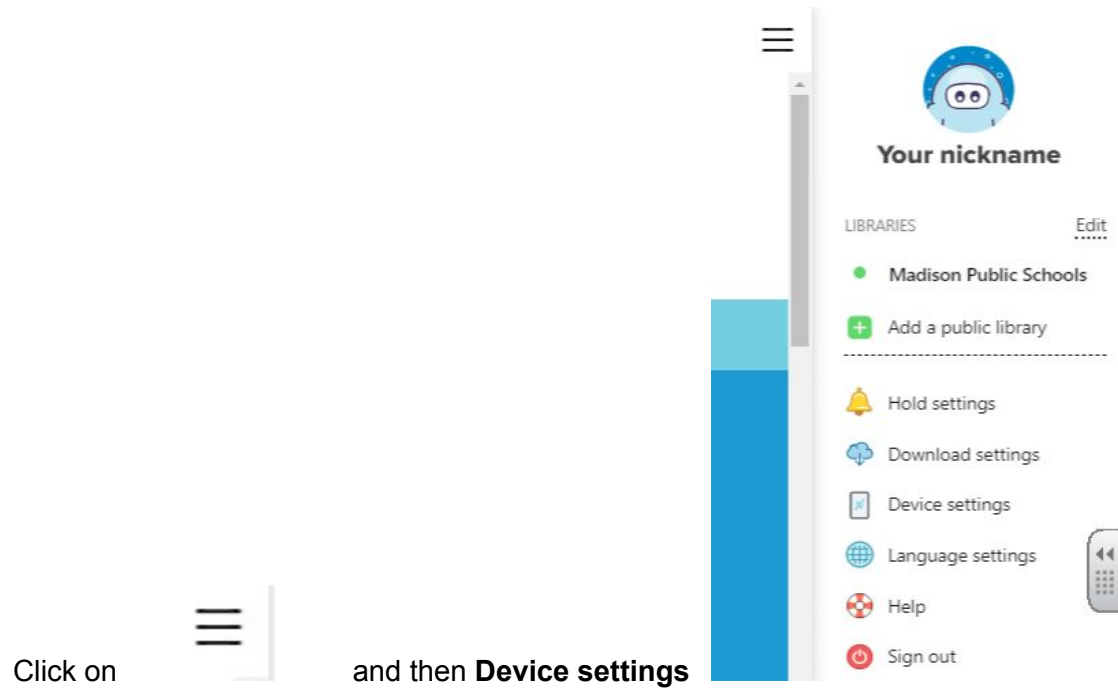 Your nickname
LIBRARIES Edit
Madison Public Schools
Add a public library
Hold settings
Download settings
Device settings
Language settings
Help
Sign out
Click on and then Device settings